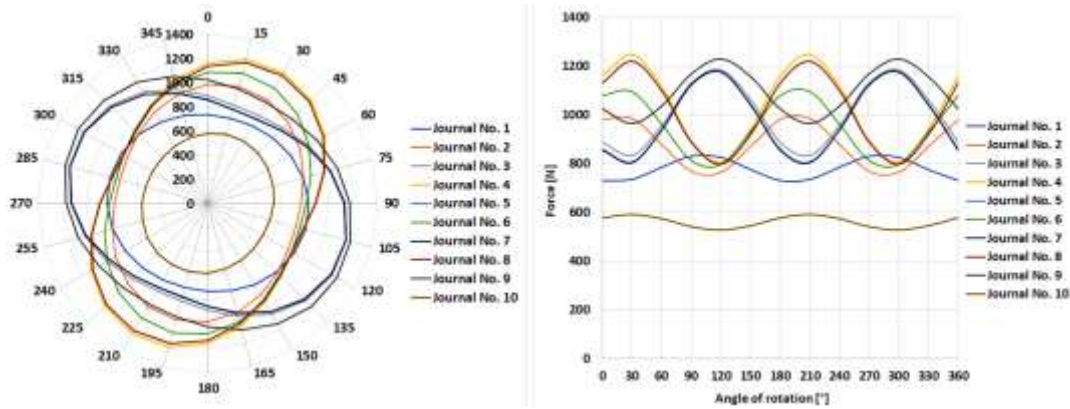 0
345 15
330 30
315 45
300 60
285 75
270 90
255 105
240 120
225 135
210 150
195 165
180
1400
1200
1000
800
600
400
200
0
Journal No. 1
Journal No. 2
Journal No. 3
Journal No. 4
Journal No. 5
Journal No. 6
Journal No. 7
Journal No. 8
Journal No. 9
Journal No. 10
1400
1200
1000
800
600
400
200
0
Force [N]
0 30 60 90 120 150 180 210 240 270 300 330 360
Angle of rotation [°]
Journal No. 1
Journal No. 2
Journal No. 3
Journal No. 4
Journal No. 5
Journal No. 6
Journal No. 7
Journal No. 8
Journal No. 9
Journal No. 10